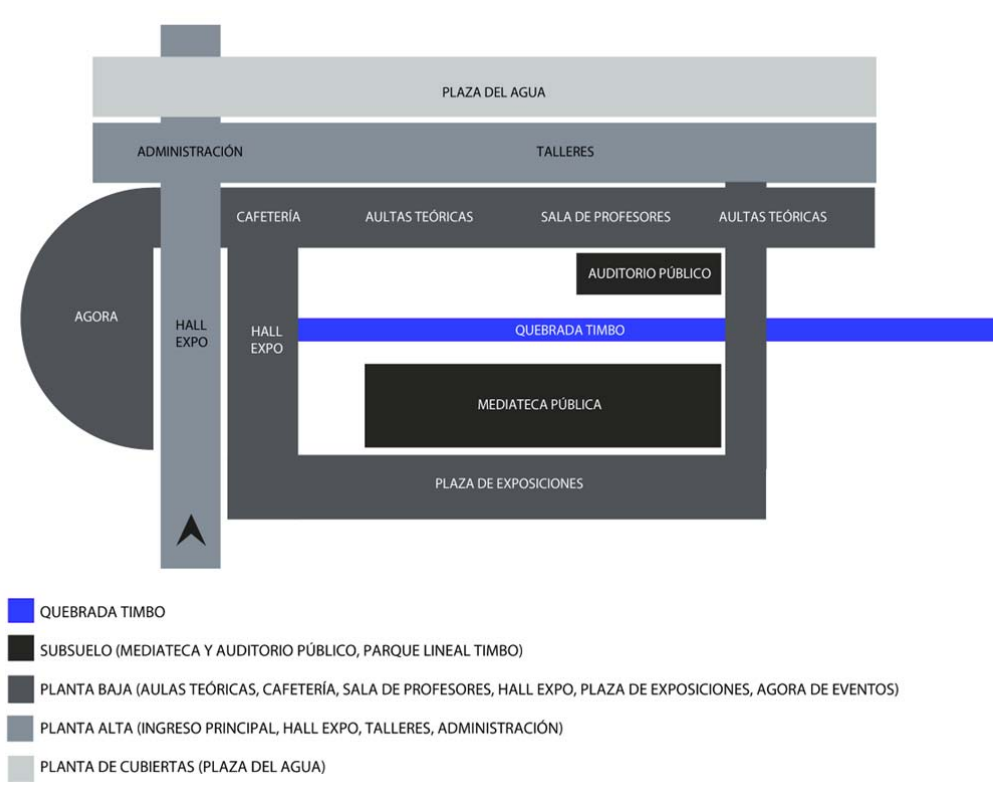 PLAZA DEL AGUA
ADMINISTRACIÓN
TALLERES
CAFETERÍA
AULTAS TEÓRICAS
SALA DE PROFESORES
AULTAS TEÓRICAS
AUDITORIO PÚBLICO
AGORA
HALL
EXPO
HALL
EXPO
QUEBRADA TIMBO
MEDIATECA PÚBLICA
PLAZA DE EXPOSICIONES
QUEBRADA TIMBO
SUBSUELO (MEDIATECA Y AUDITORIO PÚBLICO, PARQUE LINEAL TIMBO)
PLANTA BAJA (AULAS TEÓRICAS, CAFETERÍA, SALA DE PROFESORES, HALL EXPO, PLAZA DE EXPOSICIONES, AGORA DE EVENTOS)
PLANTA ALTA (INGRESO PRINCIPAL, HALL EXPO, TALLERES, ADMINISTRACIÓN)
PLANTA DE CUBIERTAS (PLAZA DEL AGUA)